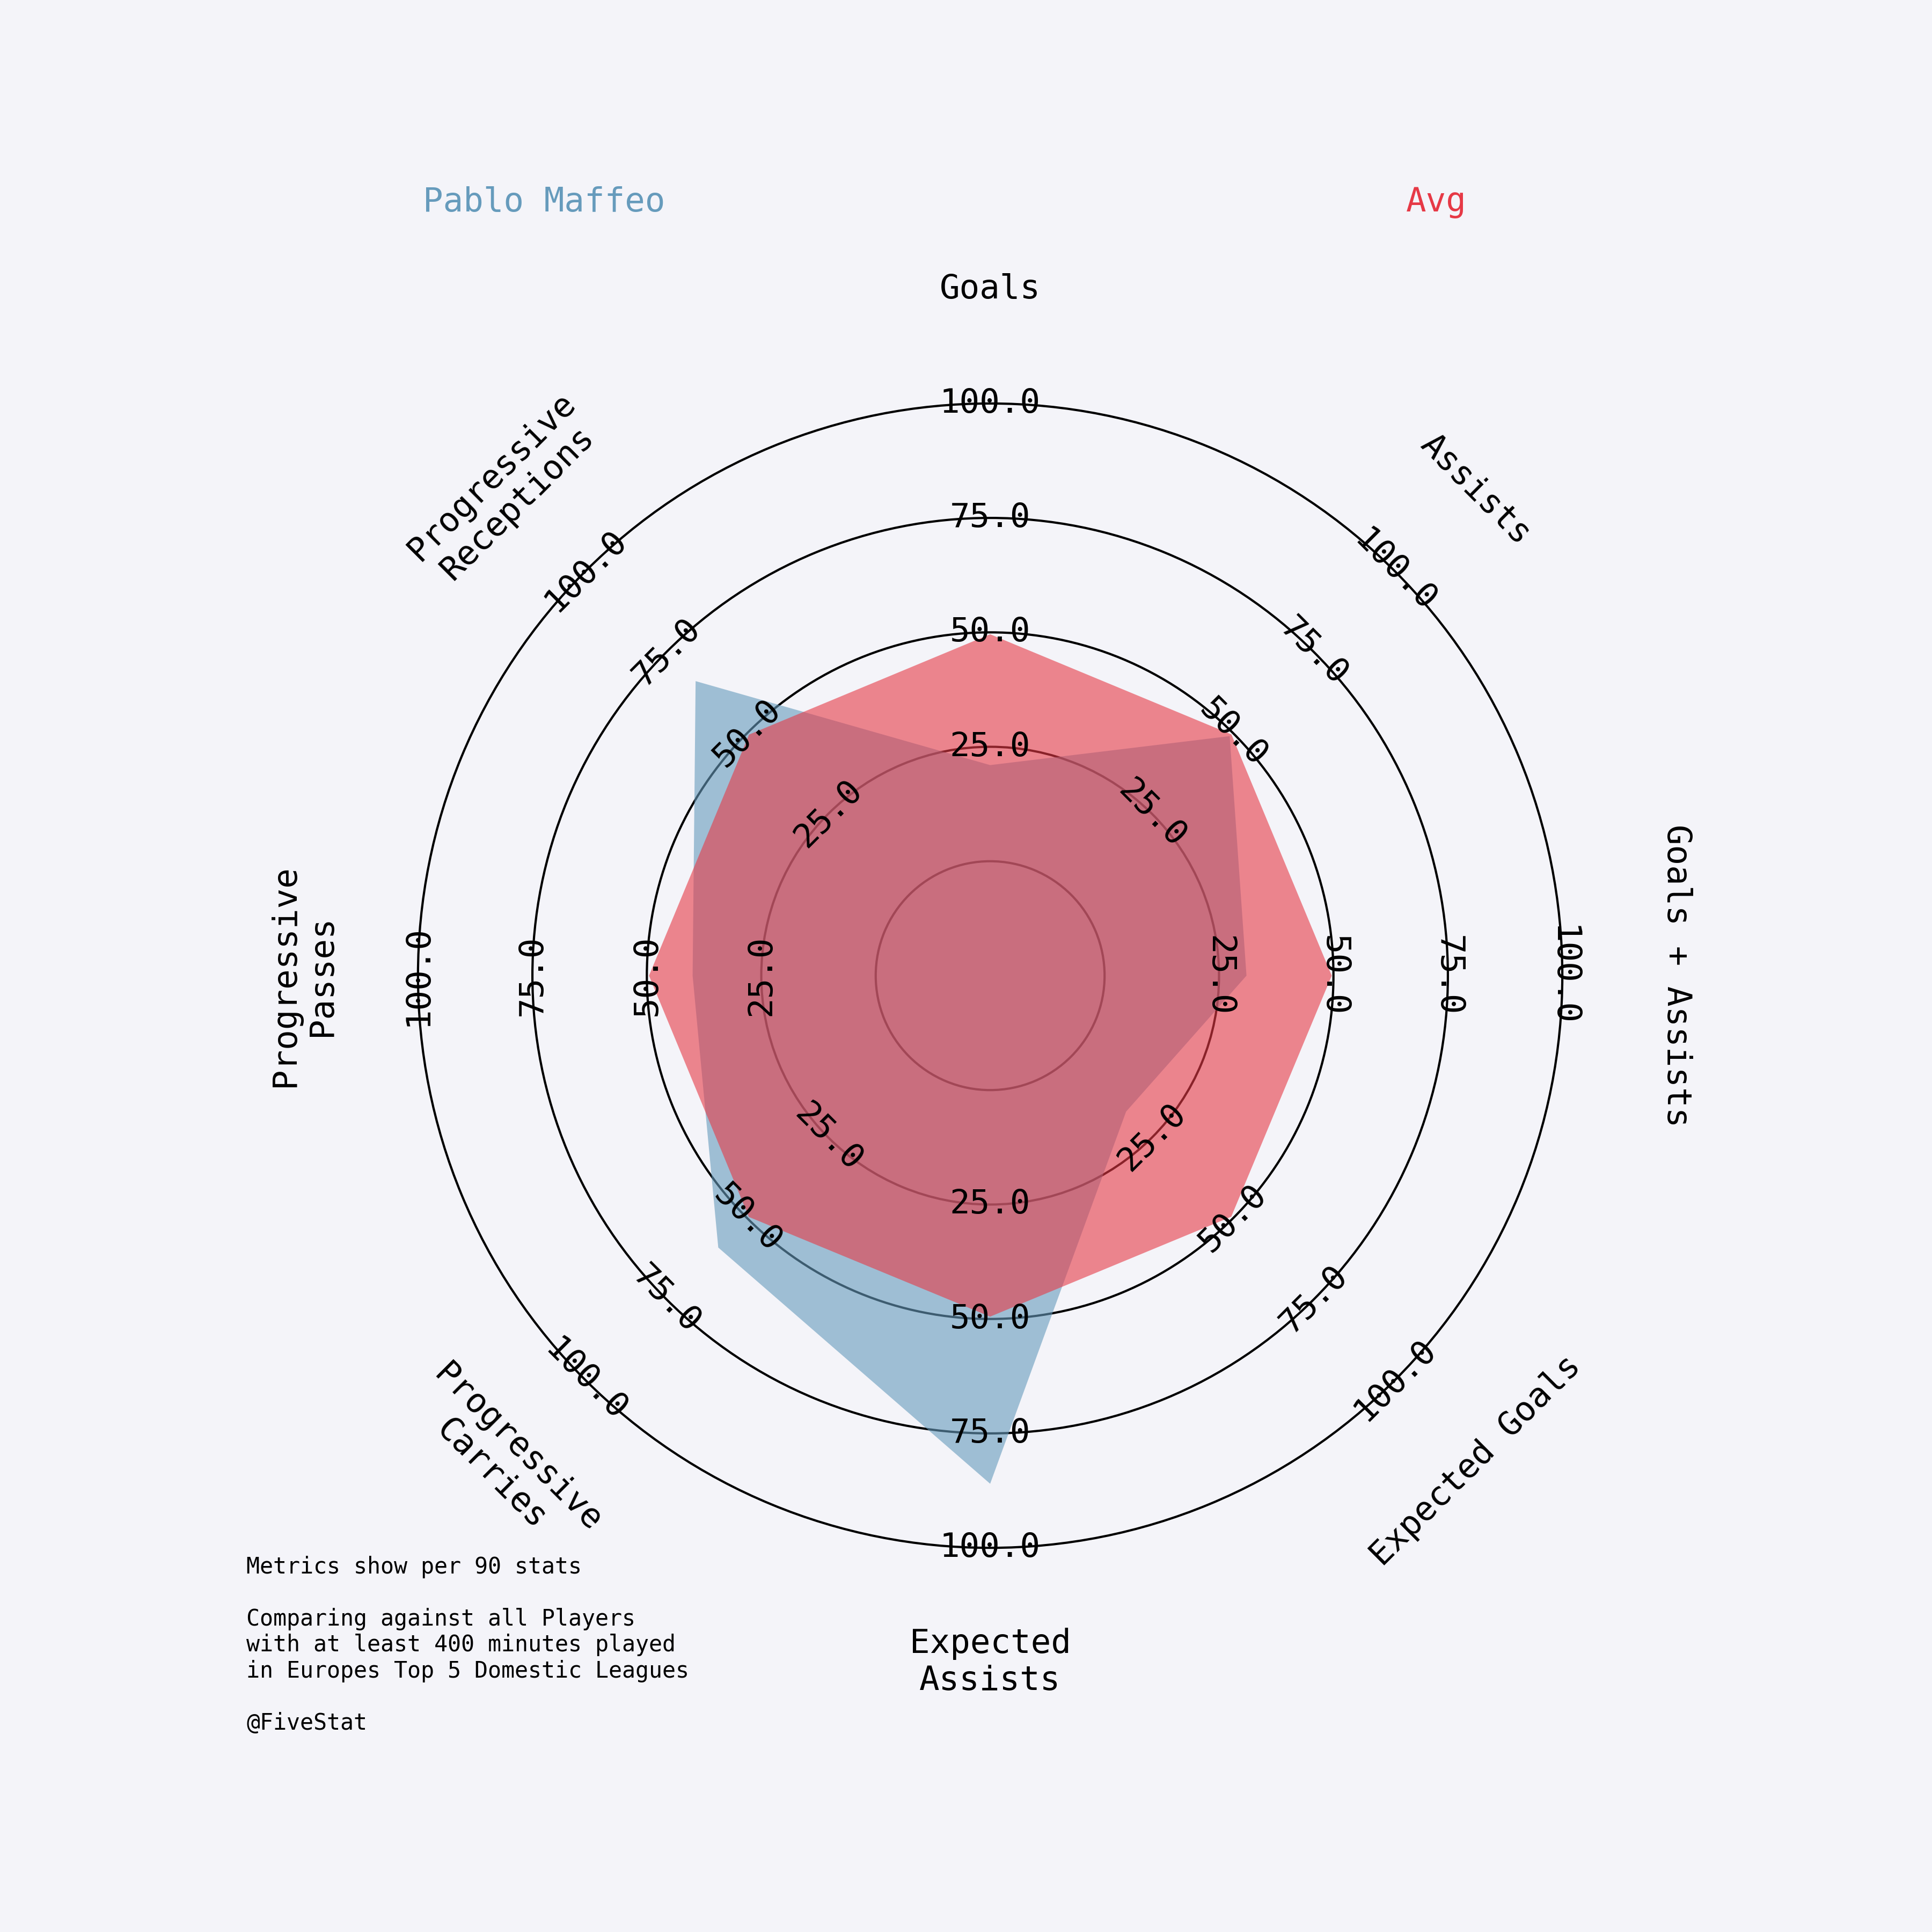 Pablo Maffeo
Avg
Goals
Assists
Goals + Assists
Expected Goals
Expected
Assists
Progressive
Carries
Progressive
Passes
Progressive
Receptions
25.0
50.0
75.0
100.0
25.0
50.0
75.0
100.0
25.0
50.0
75.0
100.0
25.0
50.0
75.0
100.0
25.0
50.0
75.0
100.0
25.0
50.0
75.0
100.0
25.0
50.0
75.0
100.0
25.0
50.0
75.0
100.0
Metrics show per 90 stats
Comparing against all Players
with at least 400 minutes played
in Europes Top 5 Domestic Leagues
@FiveStat